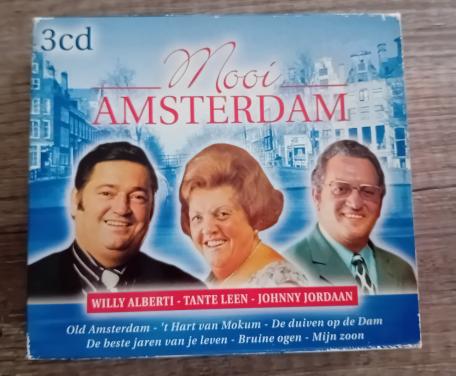 3cd
Mooi
AMSTERDAM
WILLY ALBERTI - TANTE LEEN - JOHNNY JORDAAN
Old Amsterdam - 't Hart van Mokum - De duiven op de Dam
De beste jaren van je leven - Bruine ogen - Mijn zoon